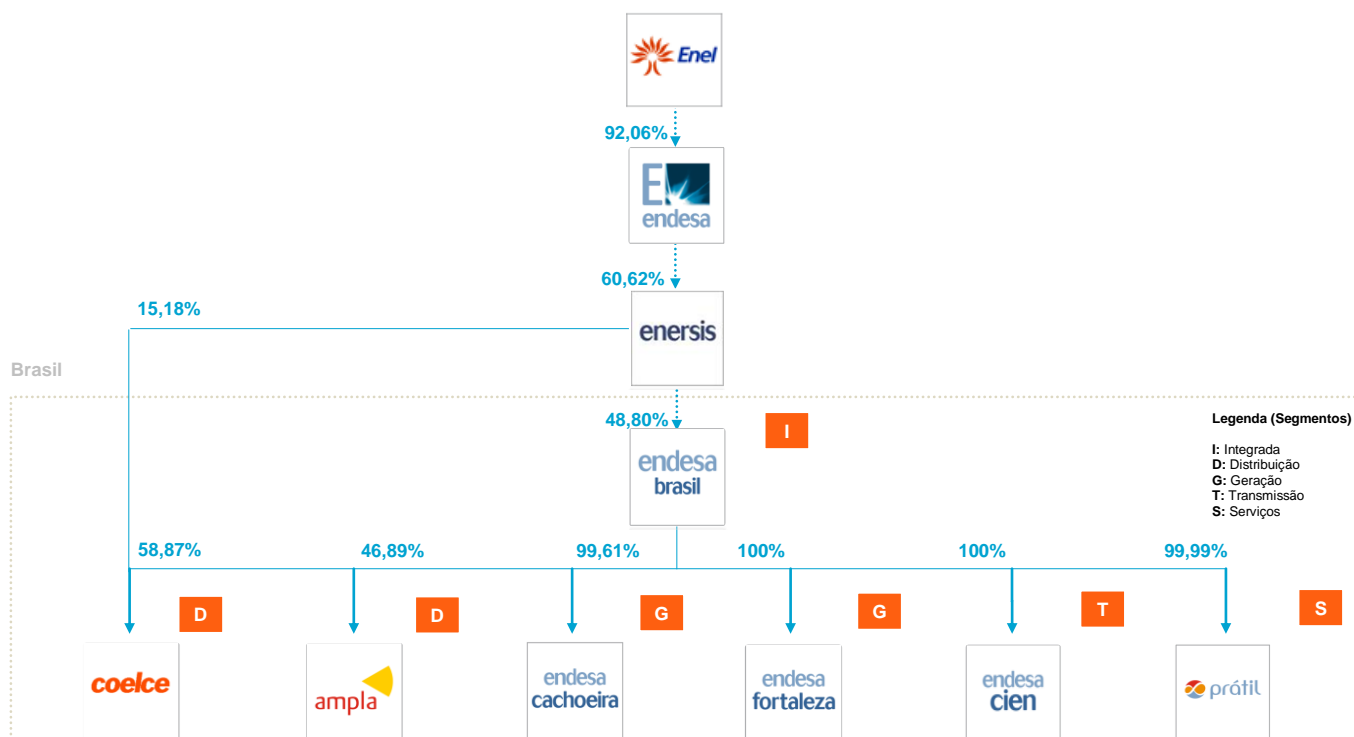 Enel
92,06%
E
endesa
60,62%
15,18%
enersis
Brasil
48,80%
I
endesa
brasil
Legenda (Segmentos)
I: Integrada
D: Distribuição
G: Geração
T: Transmissão
S: Serviços
58,87%
46,89%
99,61%
100%
100%
99,99%
D
D
G
G
T
S
coelce
ampla
endesa
cachoeira
endesa
fortaleza
endesa
cien
prátil